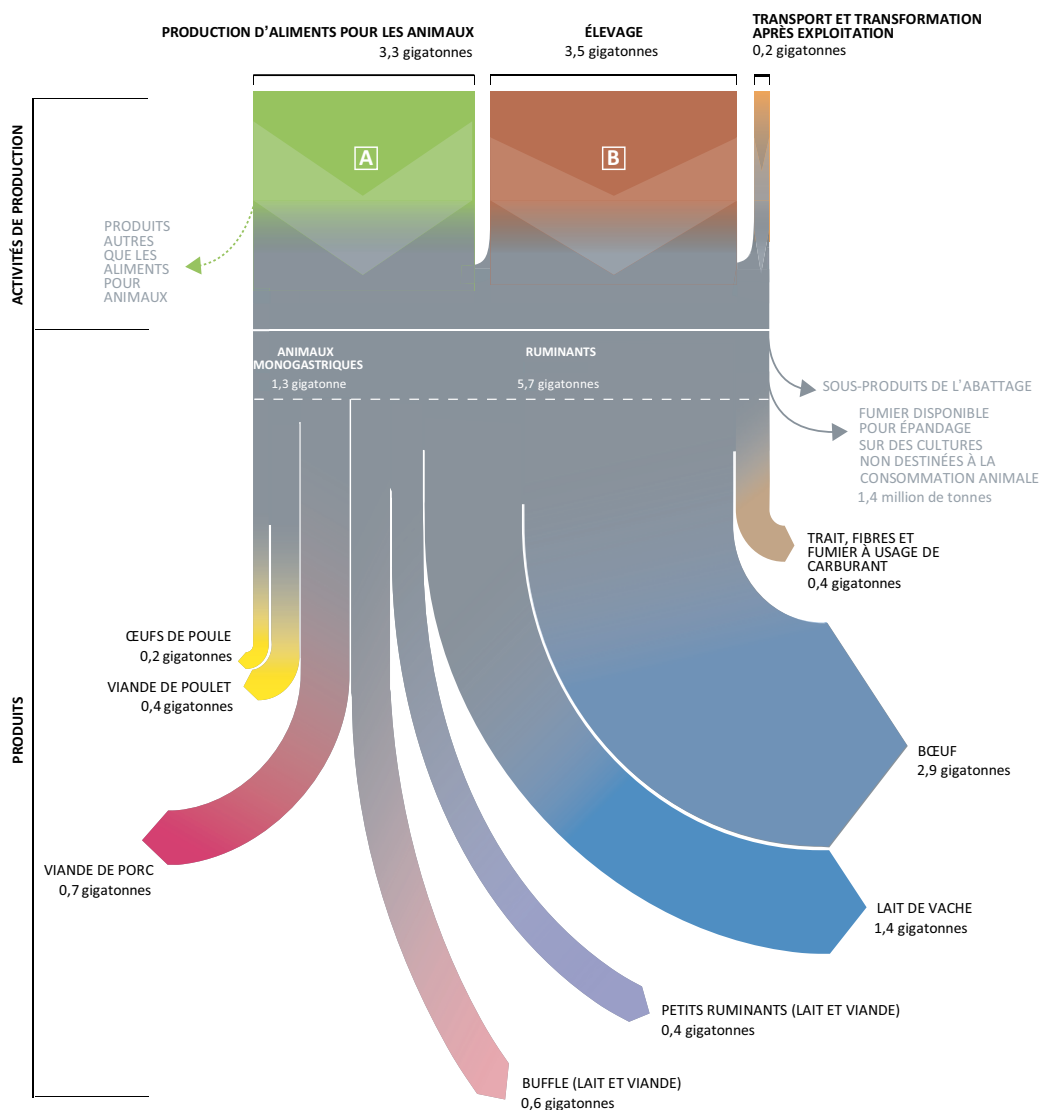 PRODUCTION D’ALIMENTS POUR LES ANIMAUX
3,3 gigatonnes
ÉLEVAGE
3,5 gigatonnes
TRANSPORT ET TRANSFORMATION
APRÈS EXPLOITATION
0,2 gigatonnes
ACTIVITÉS DE PRODUCTION
A
B
PRODUITS
AUTRES
QUE LES
ALIMENTS
POUR
ANIMAUX
ANIMAUX
MONOGASTRIQUES
1,3 gigatonne
RUMINANTS
5,7 gigatonnes
SOUS-PRODUITS DE L’ABATTAGE
FUMIER DISPONIBLE
POUR ÉPANDAGE
SUR DES CULTURES
NON DESTINÉES À LA
CONSOMMATION ANIMALE
1,4 million de tonnes
TRAIT, FIBRES ET
FUMIER À USAGE DE
CARBURANT
0,4 gigatonnes
PRODUITS
ŒUFS DE POULE
0,2 gigatonnes
VIANDE DE POULET
0,4 gigatonnes
BŒUF
2,9 gigatonnes
VIANDE DE PORC
0,7 gigatonnes
LAIT DE VACHE
1,4 gigatonnes
PETITS RUMINANTS (LAIT ET VIANDE)
0,4 gigatonnes
BUFFLE (LAIT ET VIANDE)
0,6 gigatonnes